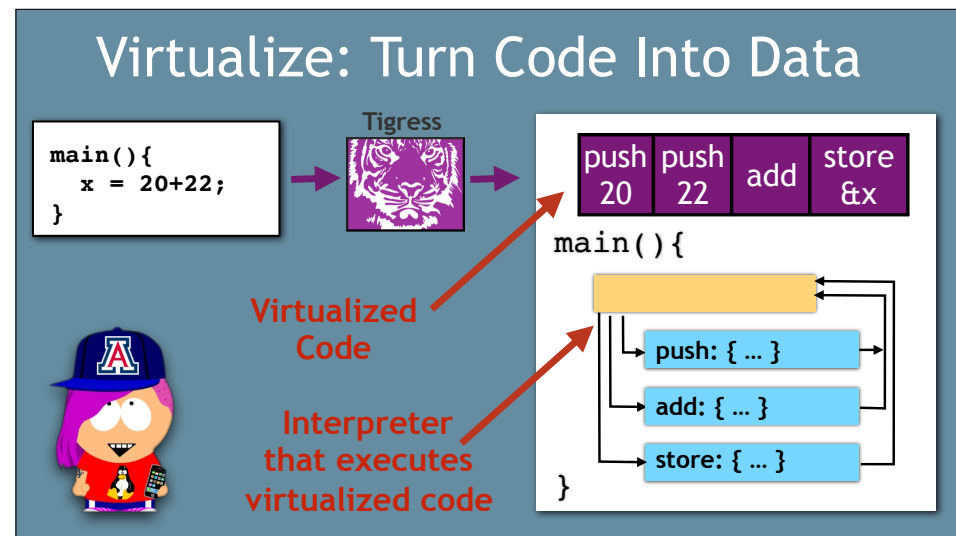 Virtualize: Turn Code Into Data
Tigress
main(){
x = 20+22;
}
push
20
push
22
add
store
&x
main(){
push: { … }
add: { … }
store: { … }
}
Virtualized
Code
Interpreter
that executes
virtualized code
A